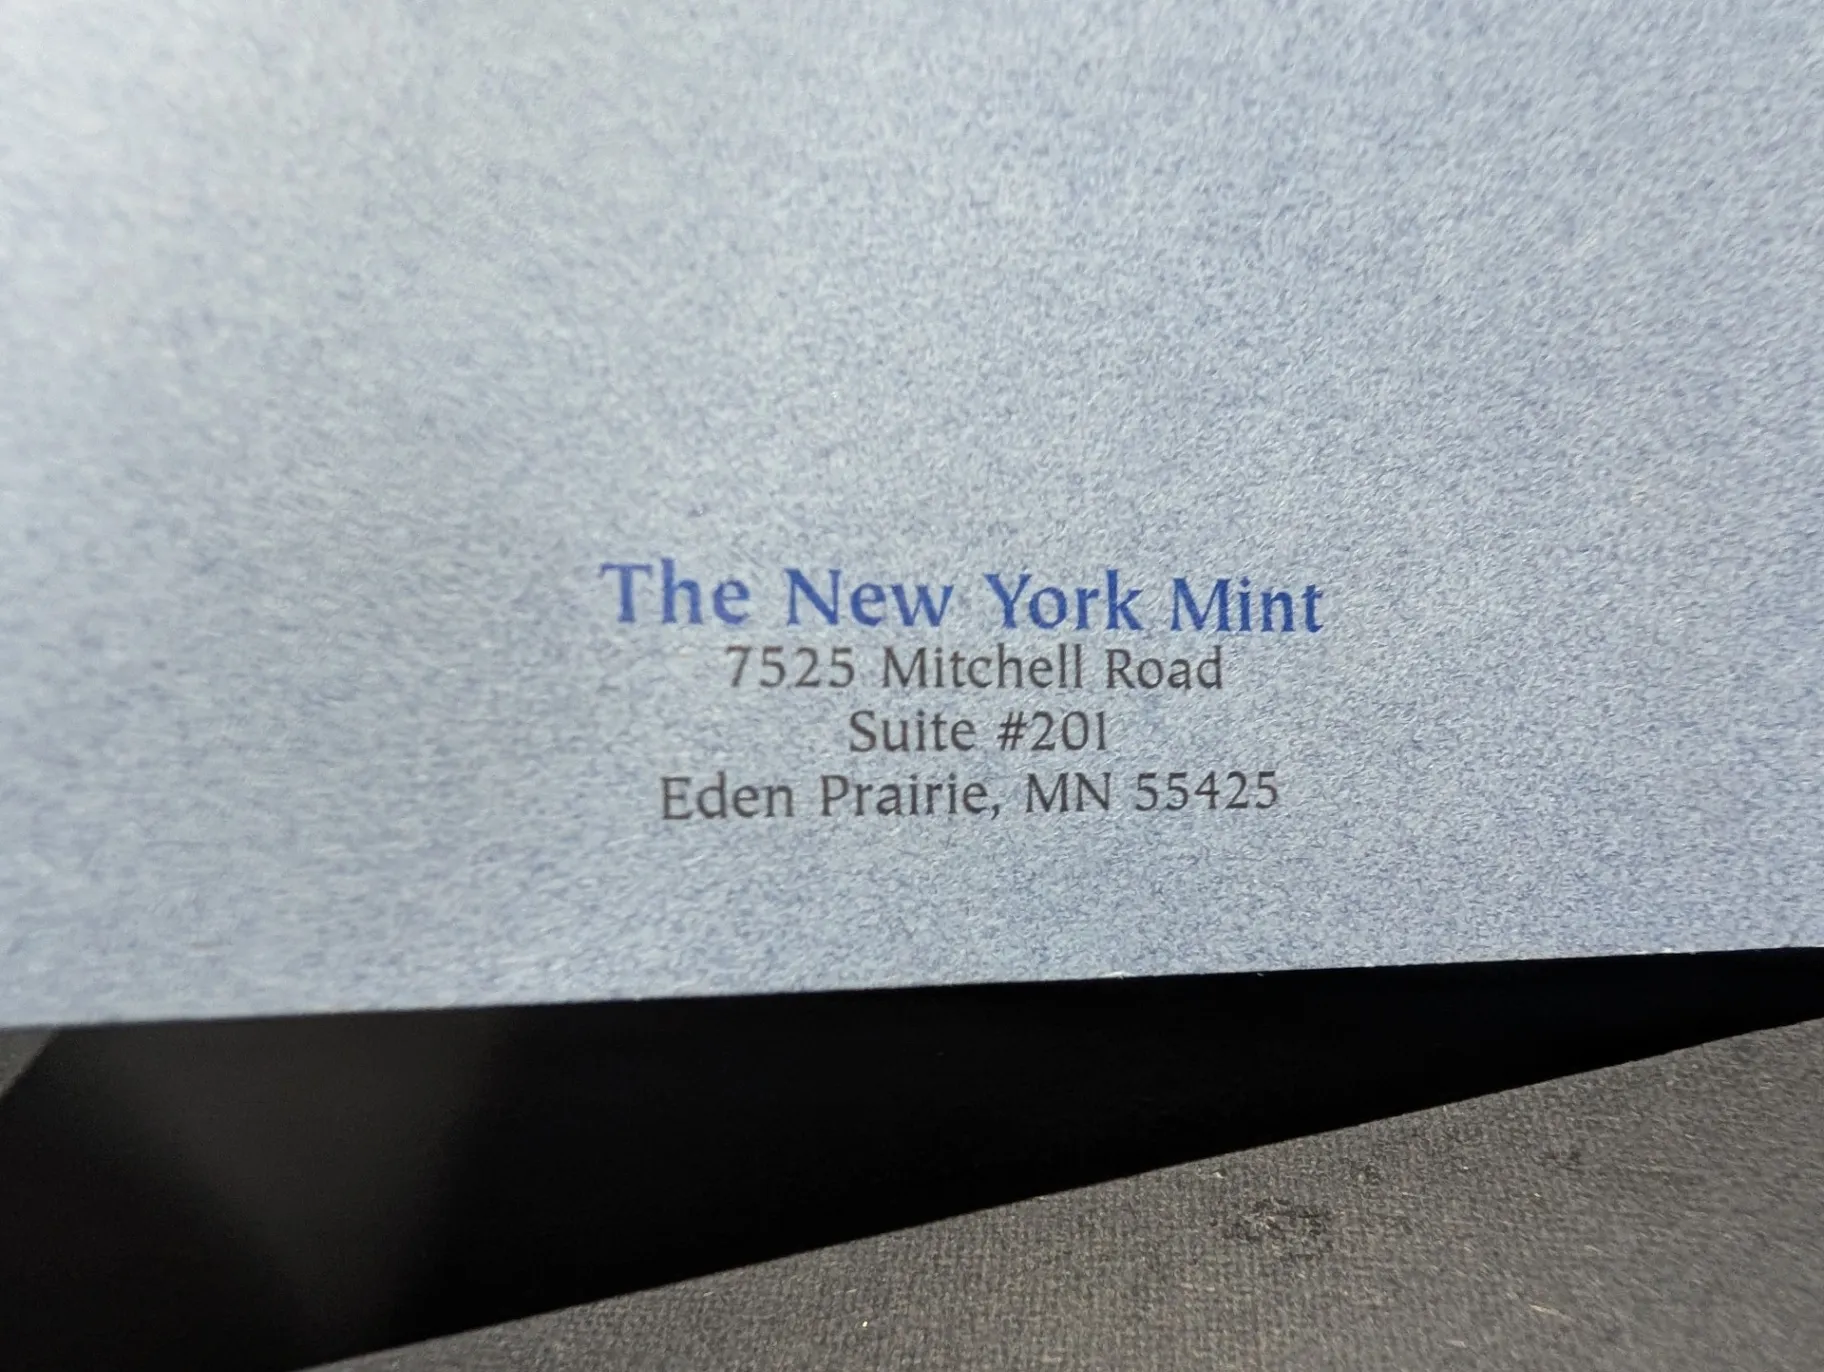 The New York Mint
7525 Mitchell Road
Suite #201
Eden Prairie, MN 55425